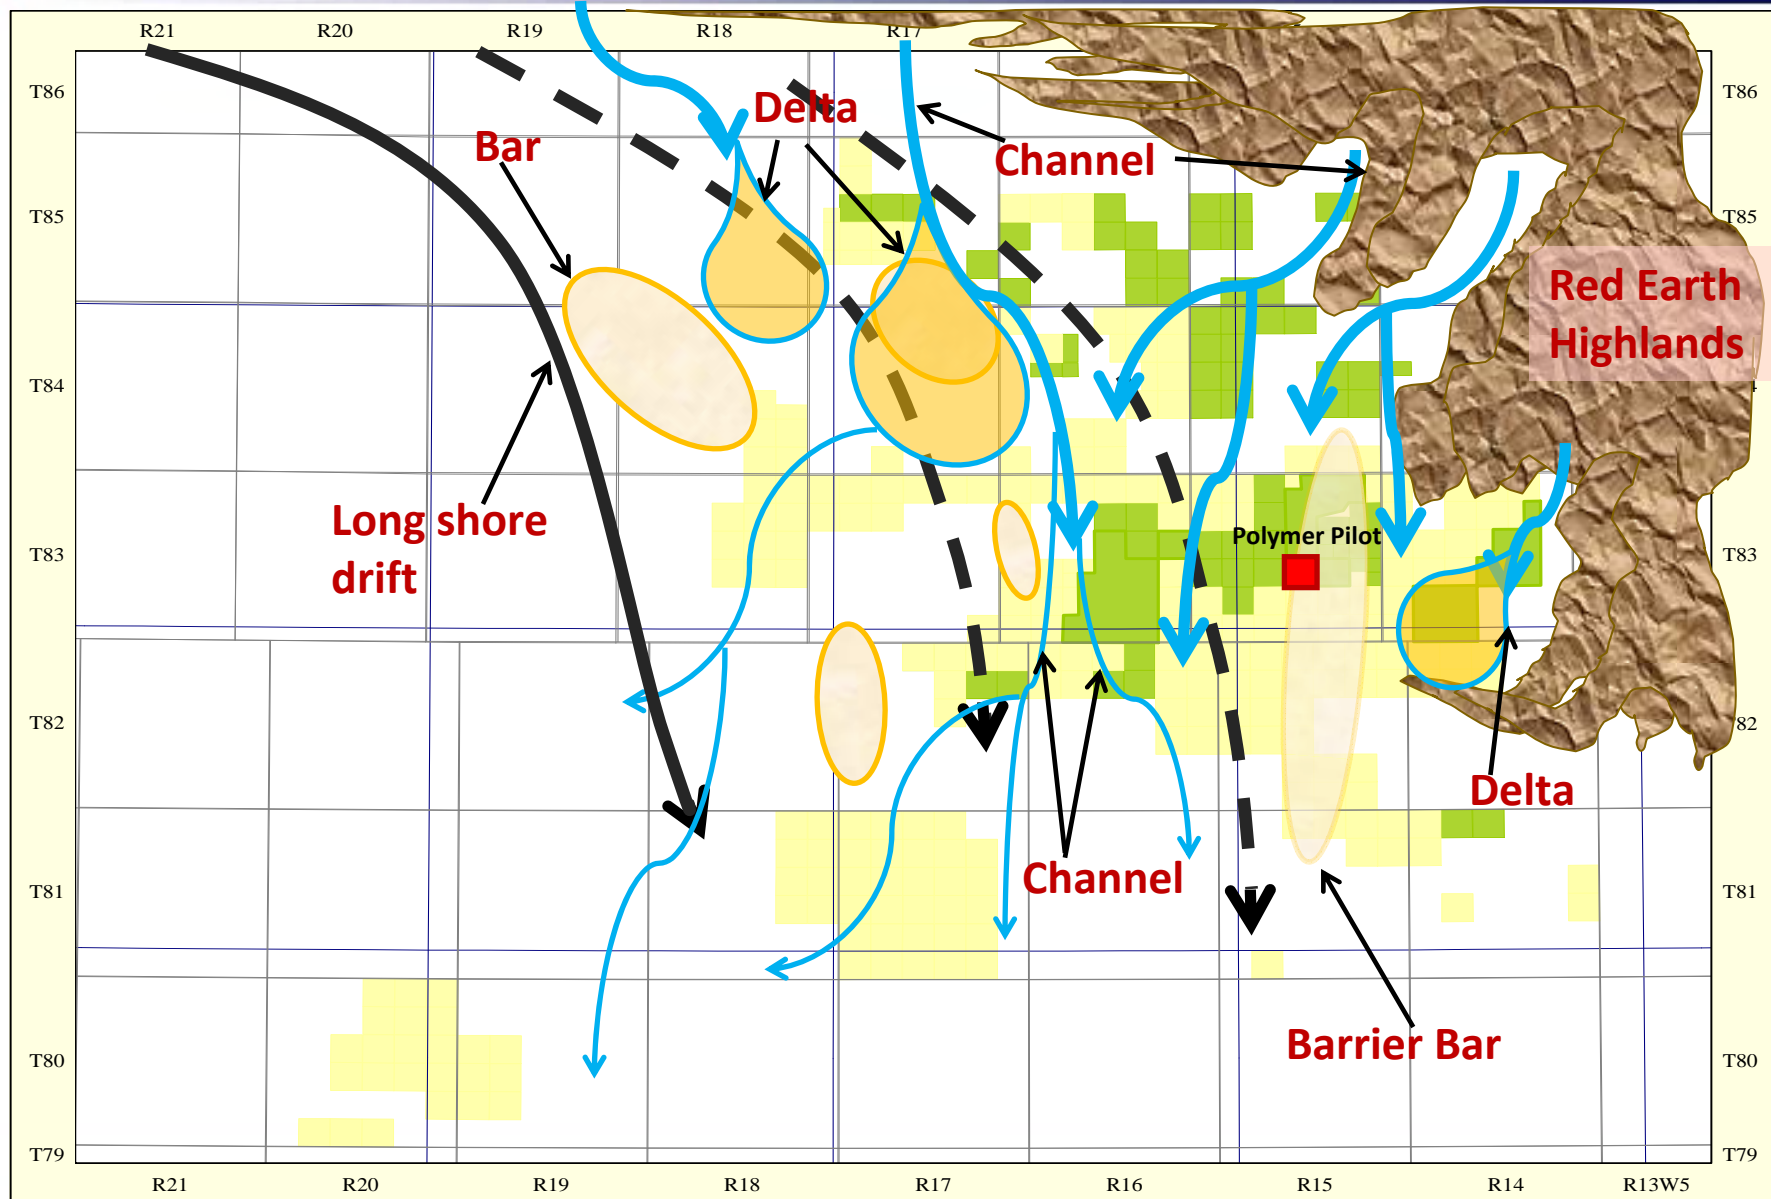 R21 R20 R19 R18 R17
T86 T86
Delta
Bar
Channel
T85 T85
Red Earth
Highlands
T84
Long shore
drift
Polymer Pilot
T83 T83
T82 82
Delta
Channel
T81 T81
Barrier Bar
T80 T80
T79 T79
R21 R20 R19 R18 R17 R16 R15 R14 R13W5